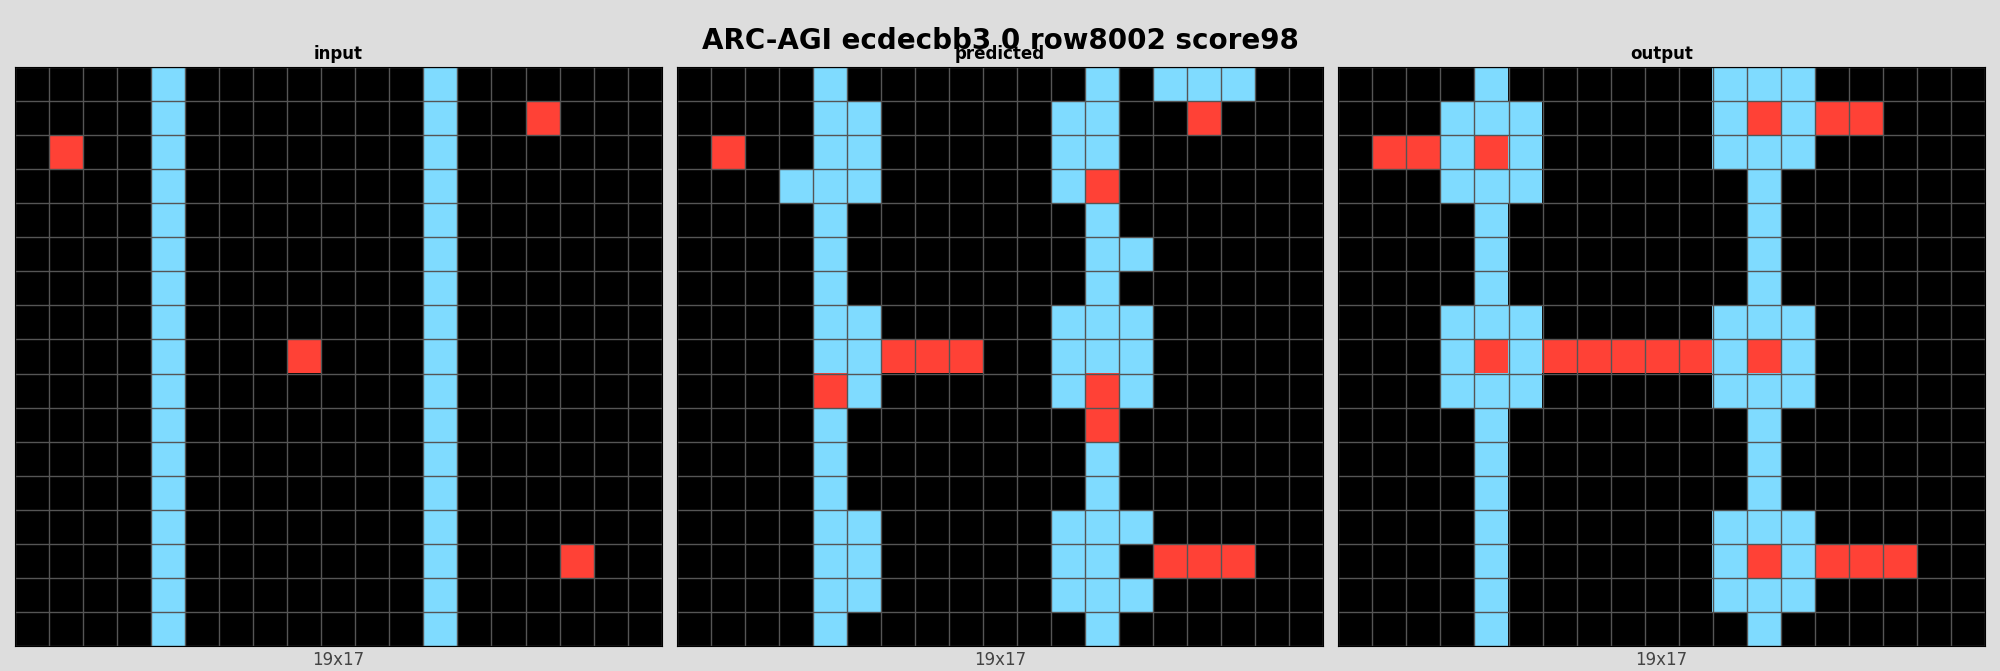 ARC-AGI ecdecbb3 0 row8002 score98
input
predicted
output
19x17
19x17
19x17